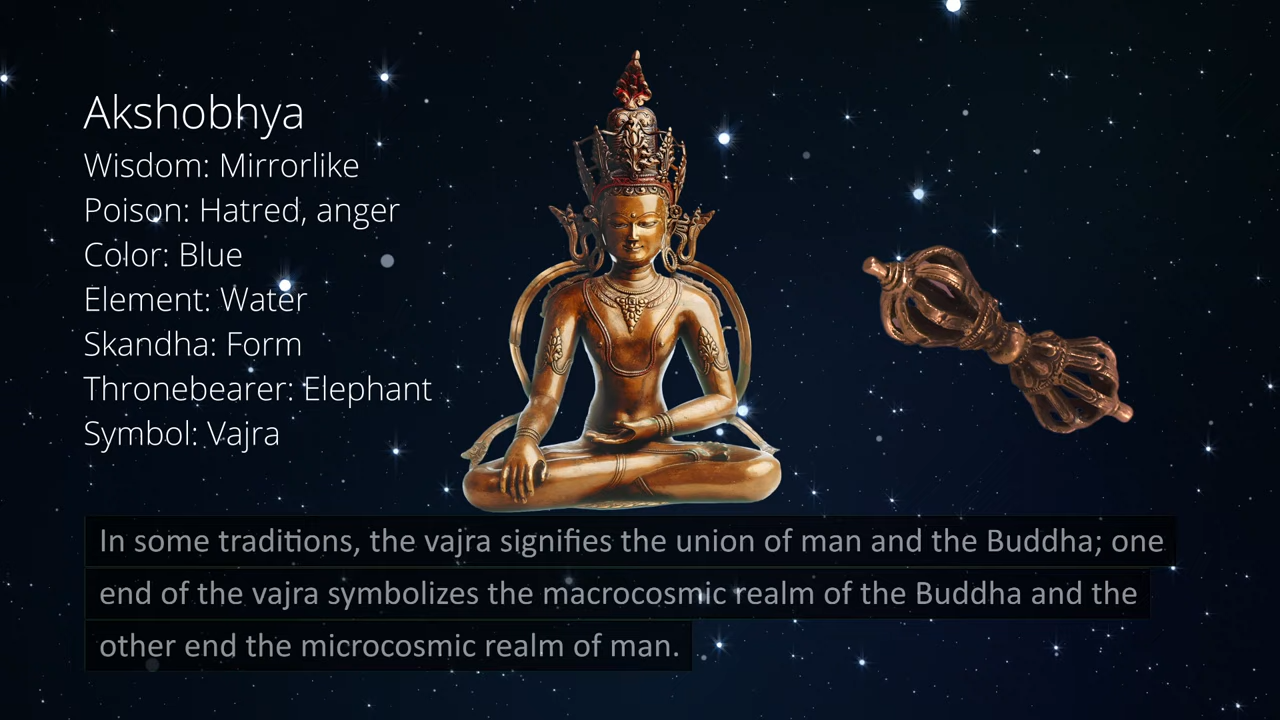 Akshobhya
Wisdom: Mirrorlike
Poison: Hatred, anger
Color: Blue
Element: Water
Skandha: Form
Thronebearer: Elephant
Symbol: Vajra
In some traditions, the vajra signifies the union of man and the Buddha; one
end of the vajra symbolizes the macrocosmic realm of the Buddha and the
other end the microcosmic realm of man.